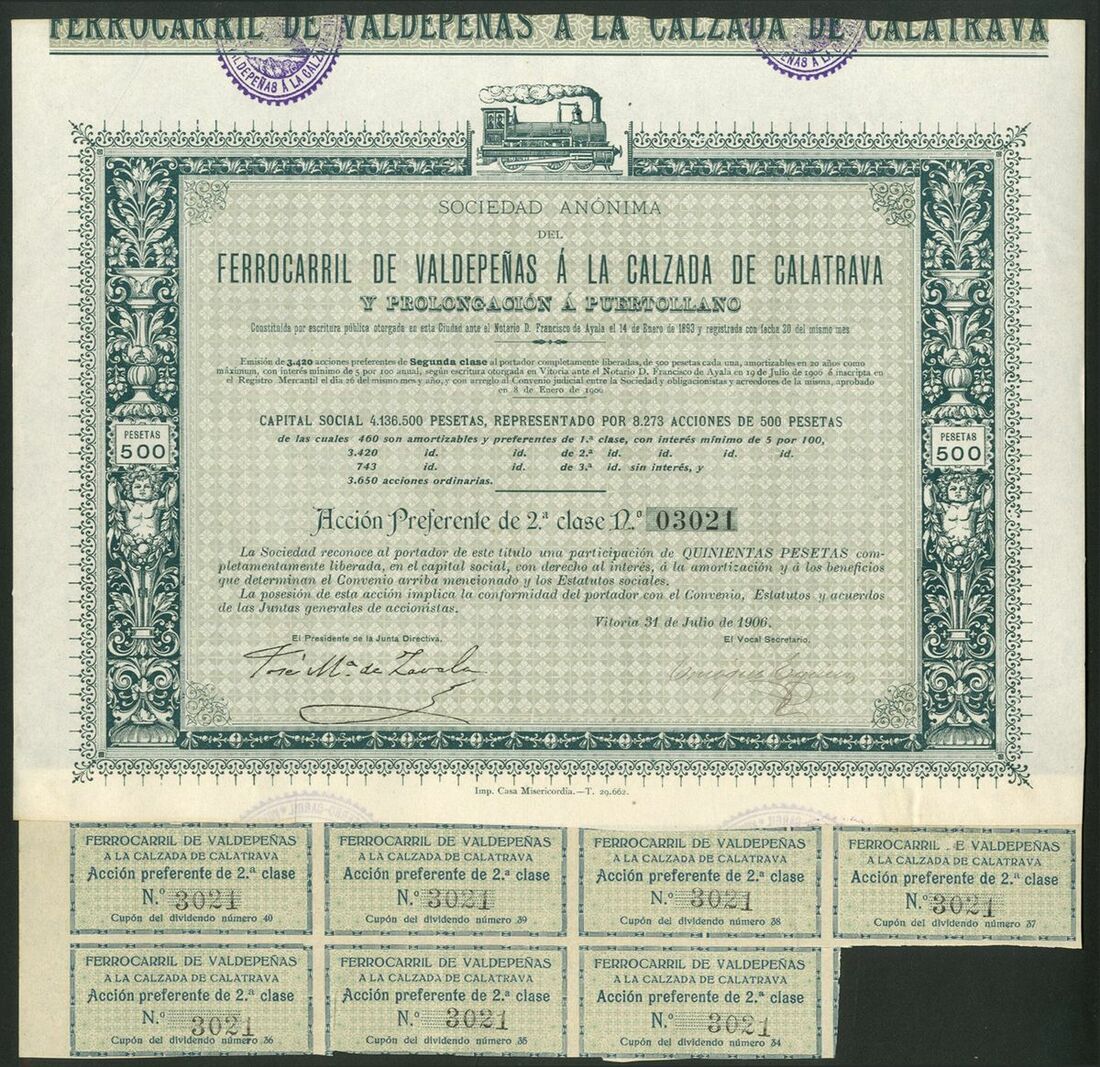 FERROCARRIL DE VALDEPEÑAS A LA CALZADA DE CALATRAVA
VALDEPEÑAS Á LA CALZA
PEÑAS Á LA
SOCIEDAD ANÓNIMA
DEL
FERROCARRIL DE VALDEPEÑAS Á LA CALZADA DE CALATRAVA
Y PROLONGACIÓN Á PUERTOLLANO
Constituída por escritura pública otorgada en esta Ciudad ante el Notario D. Francisco de Ayala el 14 de Enero de 1893 y registrada con fecha 20 del mismo mes
Emisión de 3.420 acciones preferentes de Segunda clase al portador completamente liberadas, de 500 pesetas cada una, amortizables en 20 años como
máximum, con interés mínimo de 5 por 100 anual, según escritura otorgada en Vitoria ante el Notario D. Francisco de Ayala en 19 de Julio de 1900 é inscripta en
el Registro Mercantil el día 26 del mismo mes y año, y con arreglo al Convenio judicial entre la Sociedad y obligacionistas y acreedores de la misma, aprobado
en 8 de Enero de 1900
CAPITAL SOCIAL 4.136.500 PESETAS, REPRESENTADO POR 8.273 ACCIONES DE 500 PESETAS
de las cuales 460 son amortizables y preferentes de 1.ª clase, con interés mínimo de 5 por 100,
3.420 id. id. de 2.ª id. id. id. id.
743 id. id. de 3.ª id. sin interés, y
3.650 acciones ordinarias.
PESETAS
500
PESETAS
500
Acción Preferente de 2.ª clase N.º 03021
La Sociedad reconoce al portador de este título una participación de QUINIENTAS PESETAS com-
pletamente liberada, en el capital social, con derecho al interés, á la amortización y á los beneficios
que determinan el Convenio arriba mencionado y los Estatutos sociales.
La posesión de esta acción implica la conformidad del portador con el Convenio, Estatutos y acuerdos
de las Juntas generales de accionistas.
Vitoria 31 de Julio de 1906.
El Presidente de la Junta Directiva,
El Vocal Secretario,
José Mª de Zavala
Imp. Casa Misericordia.—T. 29.662.
FERROCARRIL DE VALDEPEÑAS
A LA CALZADA DE CALATRAVA
Acción preferente de 2.ª clase
N.º 3021
Cupón del dividendo número 40
FERROCARRIL DE VALDEPEÑAS
A LA CALZADA DE CALATRAVA
Acción preferente de 2.ª clase
N.º 3021
Cupón del dividendo número 39
FERROCARRIL DE VALDEPEÑAS
A LA CALZADA DE CALATRAVA
Acción preferente de 2.ª clase
N.º 3021
Cupón del dividendo número 38
FERROCARRIL E VALDEPEÑAS
A LA CALZADA DE CALATRAVA
Acción preferente de 2.ª clase
N.º 3021
Cupón del dividendo número 37
FERROCARRIL DE VALDEPEÑAS
A LA CALZADA DE CALATRAVA
Acción preferente de 2.ª clase
N.º 3021
Cupón del dividendo número 36
FERROCARRIL DE VALDEPEÑAS
A LA CALZADA DE CALATRAVA
Acción preferente de 2.ª clase
N.º 3021
Cupón del dividendo número 35
FERROCARRIL DE VALDEPEÑAS
A LA CALZADA DE CALATRAVA
Acción preferente de 2.ª clase
N.º 3021
Cupón del dividendo número 34